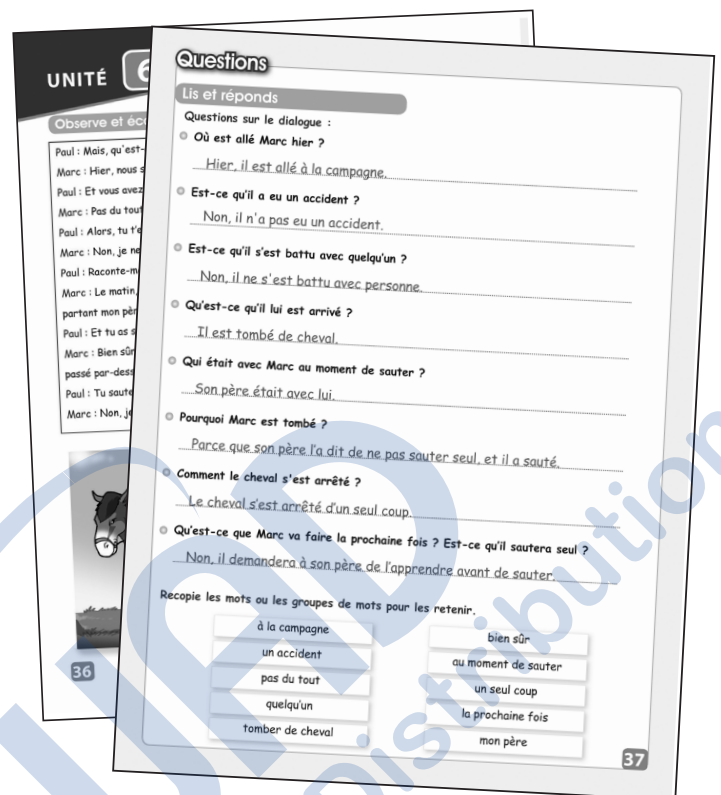 UNITÉ 6
Observe et éc
Paul : Mais, qu'est-
Marc : Hier, nous s
Paul : Et vous avez
Marc : Pas du tout
Paul : Alors, tu t'e
Marc : Non, je ne
Paul : Raconte-m
Marc : Le matin,
partant mon pèr
Paul : Et tu as s
Marc : Bien sûr
passé par-dess
Paul : Tu saute
Marc : Non, je
36
Questions
Lis et réponds
Questions sur le dialogue :
Où est allé Marc hier ?
Hier, il est allé à la campagne.
Est-ce qu'il a eu un accident ?
Non, il n'a pas eu un accident.
Est-ce qu'il s'est battu avec quelqu'un ?
Non, il ne s'est battu avec personne.
Qu'est-ce qu'il lui est arrivé ?
Il est tombé de cheval.
Qui était avec Marc au moment de sauter ?
Son père était avec lui.
Pourquoi Marc est tombé ?
Parce que son père l'a dit de ne pas sauter seul, et il a sauté.
Comment le cheval s'est arrêté ?
Le cheval s'est arrêté d'un seul coup.
Qu'est-ce que Marc va faire la prochaine fois ? Est-ce qu'il sautera seul ?
Non, il demandera à son père de l'apprendre avant de sauter.
Recopie les mots ou les groupes de mots pour les retenir.
à la campagne
un accident
pas du tout
quelqu'un
tomber de cheval
bien sûr
au moment de sauter
un seul coup
la prochaine fois
mon père
37
Distribution